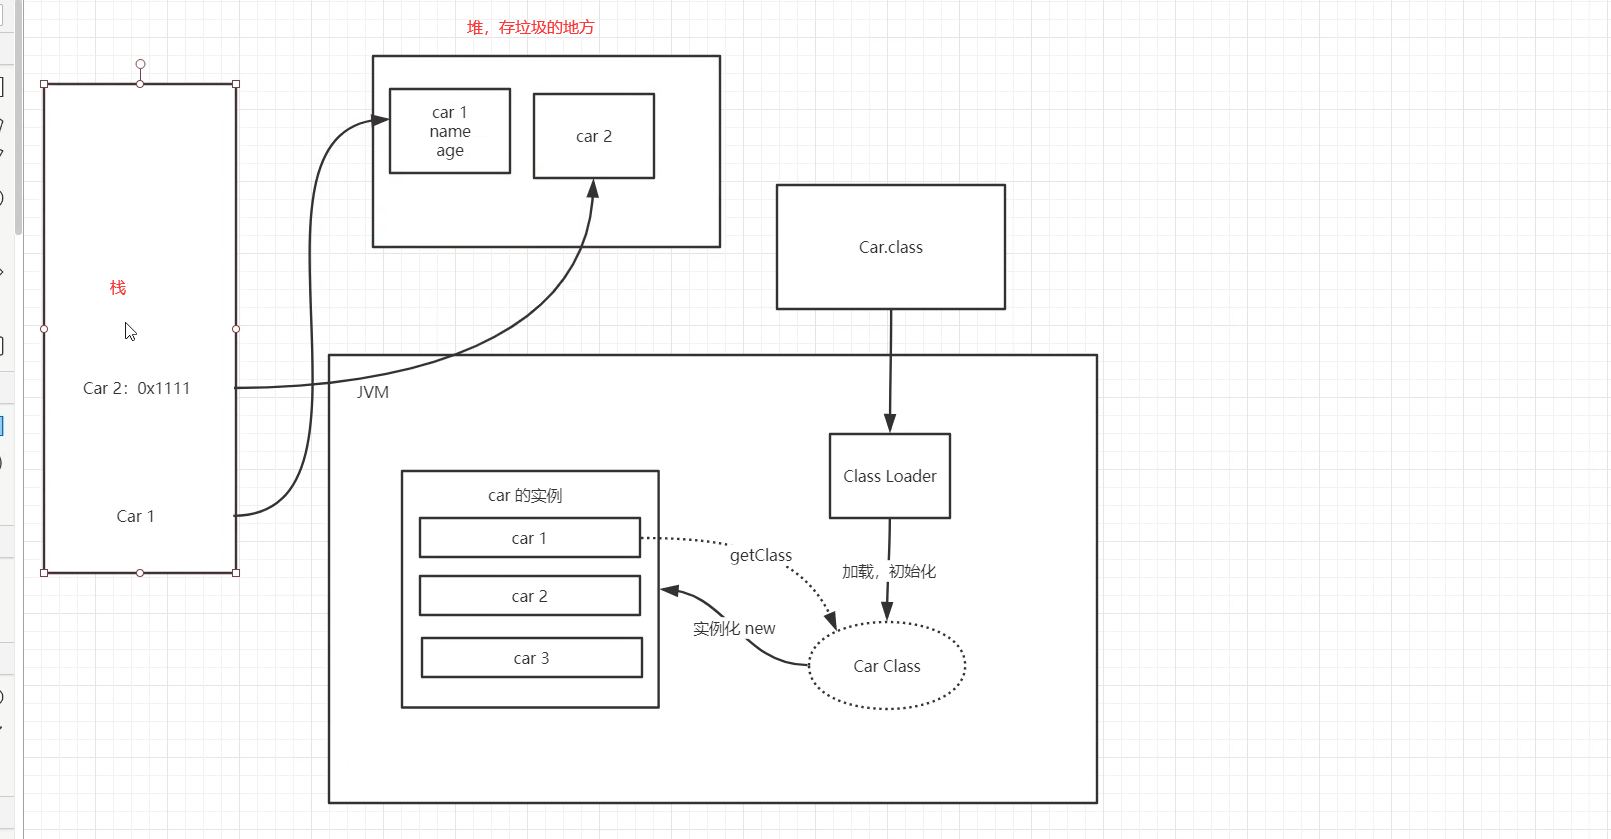 堆，存垃圾的地方
car 1
name
age
car 2
Car.class
栈
Car 2：0x1111
JVM
Car 1
Class Loader
car 的实例
car 1
getClass
加载，初始化
car 2
实例化 new
car 3
Car Class